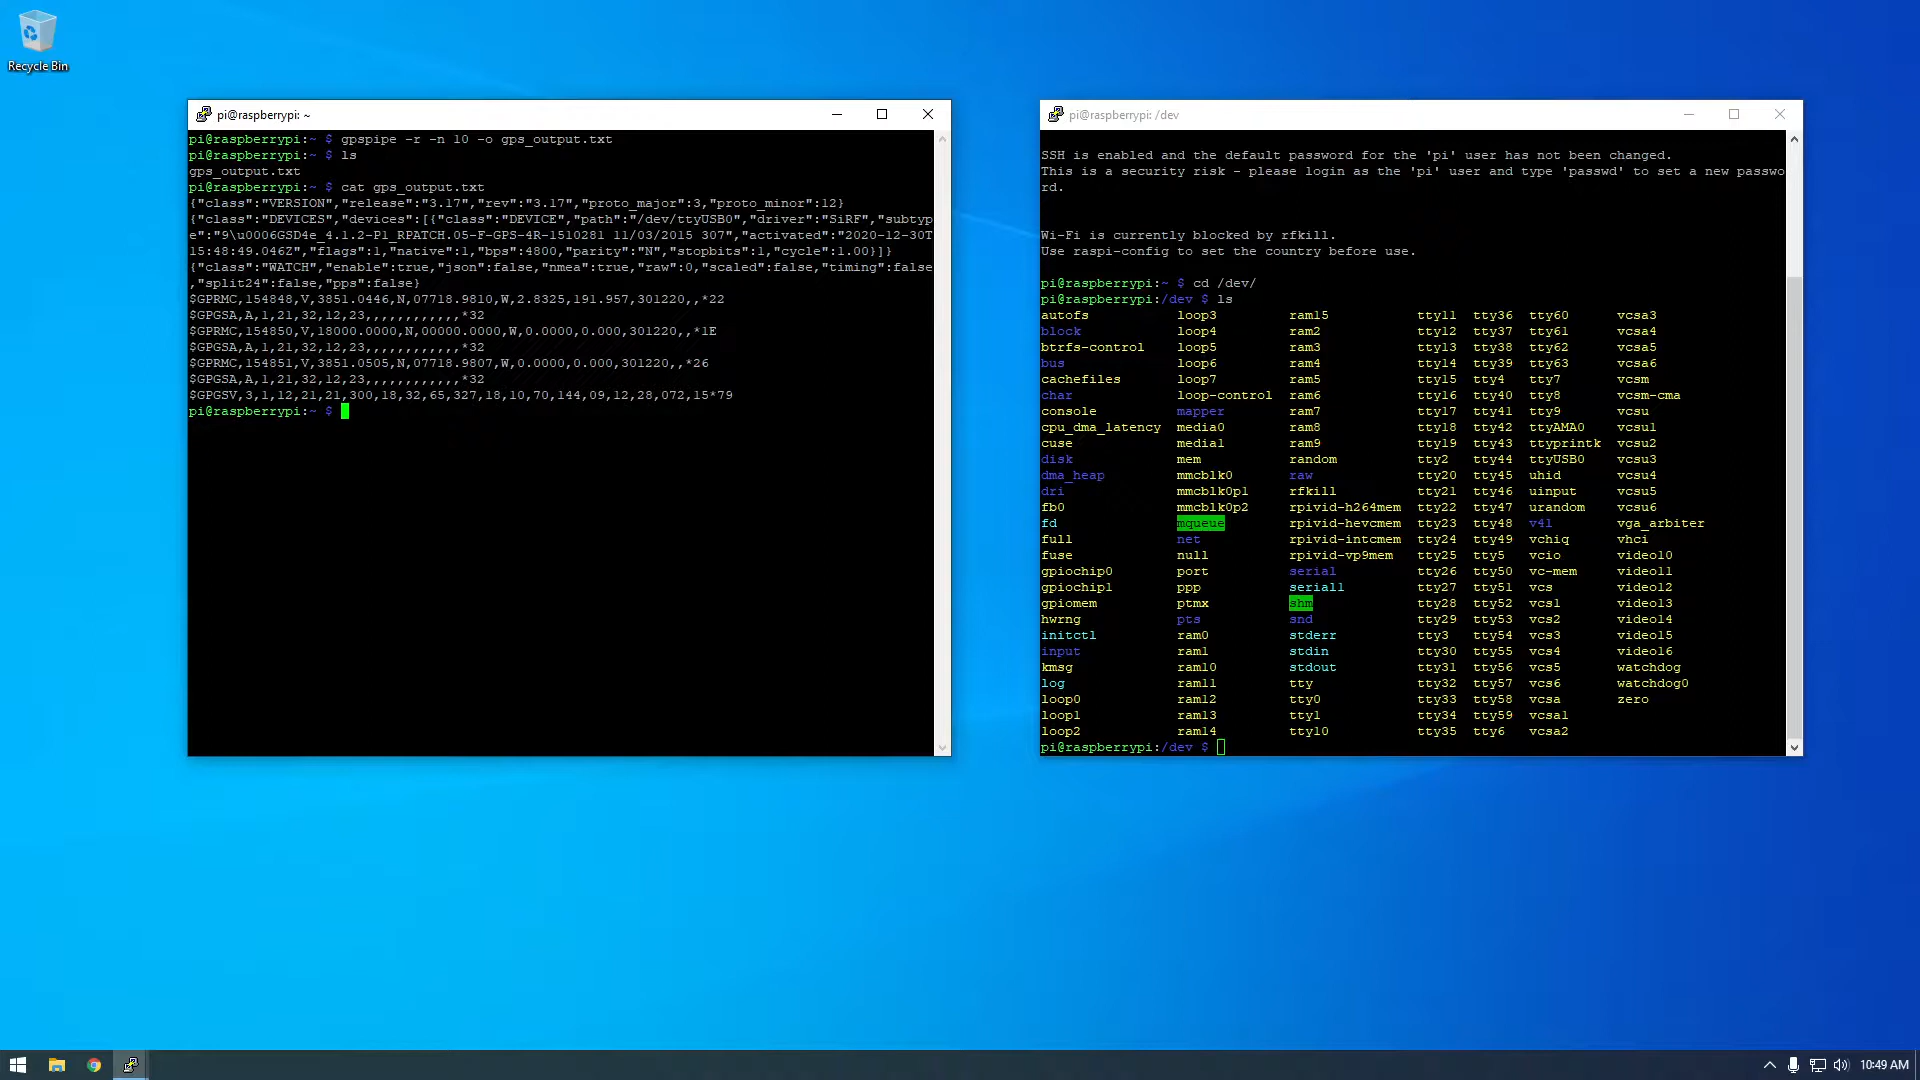 Recycle Bin
pi@raspberrypi: ~
pi@raspberrypi:~ $ gpspipe -r -n 10 -o gps_output.txt
pi@raspberrypi:~ $ ls
gps_output.txt
pi@raspberrypi:~ $ cat gps_output.txt
{"class":"VERSION","release":"3.17","rev":"3.17","proto_major":3,"proto_minor":12}
{"class":"DEVICES","devices":[{"class":"DEVICE","path":"/dev/ttyUSB0","driver":"SiRF","subtyp
e":"9\u0006GSD4e_4.1.2-P1_RPATCH.05-F-GPS-4R-1510281 11/03/2015 307","activated":"2020-12-30T
15:48:49.046Z","flags":1,"native":1,"bps":4800,"parity":"N","stopbits":1,"cycle":1.00}]}
{"class":"WATCH","enable":true,"json":false,"nmea":true,"raw":0,"scaled":false,"timing":false
,"split24":false,"pps":false}
$GPRMC,154848,V,3851.0446,N,07718.9810,W,2.8325,191.957,301220,,*22
$GPGSA,A,1,21,32,12,23,,,,,,,,,,,,*32
$GPRMC,154850,V,18000.0000,N,00000.0000,W,0.0000,0.000,301220,,*1E
$GPGSA,A,1,21,32,12,23,,,,,,,,,,,,*32
$GPRMC,154851,V,3851.0505,N,07718.9807,W,0.0000,0.000,301220,,*26
$GPGSA,A,1,21,32,12,23,,,,,,,,,,,,*32
$GPGSV,3,1,12,21,21,300,18,32,65,327,18,10,70,144,09,12,28,072,15*79
pi@raspberrypi:~ $
pi@raspberrypi: /dev
SSH is enabled and the default password for the 'pi' user has not been changed.
This is a security risk - please login as the 'pi' user and type 'passwd' to set a new passwo
rd.
Wi-Fi is currently blocked by rfkill.
Use raspi-config to set the country before use.
pi@raspberrypi:~ $ cd /dev/
pi@raspberrypi:/dev $ ls
autofs loop3 ram15 tty11 tty36 tty60 vcsa3
block loop4 ram2 tty12 tty37 tty61 vcsa4
btrfs-control loop5 ram3 tty13 tty38 tty62 vcsa5
bus loop6 ram4 tty14 tty39 tty63 vcsa6
cachefiles loop7 ram5 tty15 tty4 tty7 vcsm
char loop-control ram6 tty16 tty40 tty8 vcsm-cma
console mapper ram7 tty17 tty41 tty9 vcsu
cpu_dma_latency media0 ram8 tty18 tty42 ttyAMA0 vcsu1
cuse media1 ram9 tty19 tty43 ttyprintk vcsu2
disk mem random tty2 tty44 ttyUSB0 vcsu3
dma_heap mmcblk0 raw tty20 tty45 uhid vcsu4
dri mmcblk0p1 rfkill tty21 tty46 uinput vcsu5
fb0 mmcblk0p2 rpivid-h264mem tty22 tty47 urandom vcsu6
fd mqueue rpivid-hevcmem tty23 tty48 v4l vga_arbiter
full net rpivid-intcmem tty24 tty49 vchiq vhci
fuse null rpivid-vp9mem tty25 tty5 vcio video10
gpiochip0 port serial tty26 tty50 vc-mem video11
gpiochip1 ppp serial1 tty27 tty51 vcs video12
gpiomem ptmx shm tty28 tty52 vcs1 video13
hwrng pts snd tty29 tty53 vcs2 video14
initctl ram0 stderr tty3 tty54 vcs3 video15
input ram1 stdin tty30 tty55 vcs4 video16
kmsg ram10 stdout tty31 tty56 vcs5 watchdog
log ram11 tty tty32 tty57 vcs6 watchdog0
loop0 ram12 tty0 tty33 tty58 vcsa zero
loop1 ram13 tty1 tty34 tty59 vcsa1
loop2 ram14 tty10 tty35 tty6 vcsa2
pi@raspberrypi:/dev $
10:49 AM